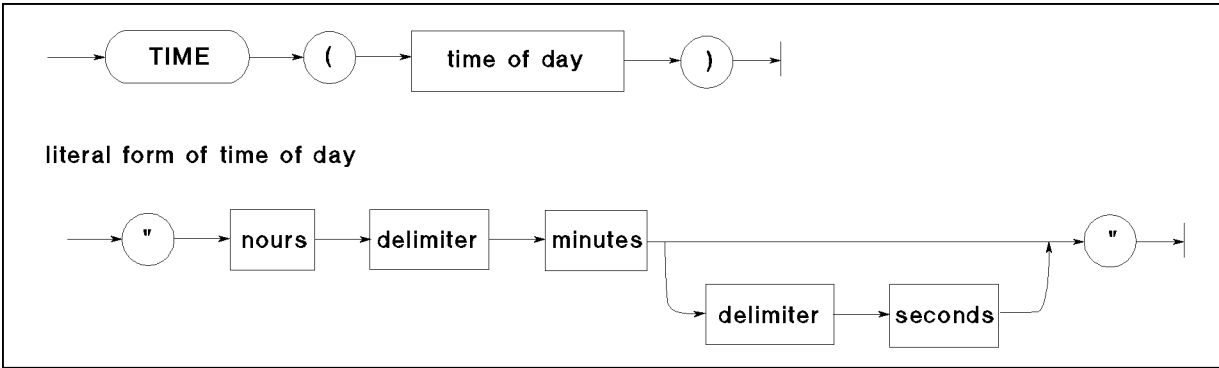 TIME ( time of day )
literal form of time of day
" nours delimiter minutes "
delimiter seconds